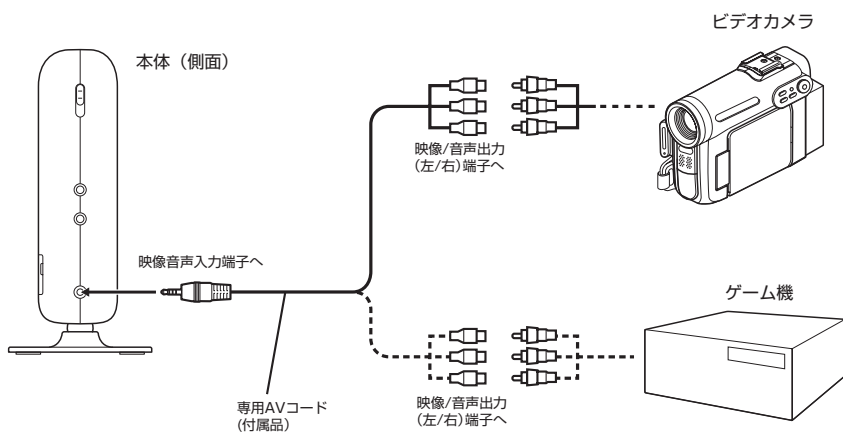 ビデオカメラ
本体（側面）
映像/音声出力
(左/右)端子へ
映像音声入力端子へ
ゲーム機
専用AVコード
(付属品)
映像/音声出力
(左/右)端子へ